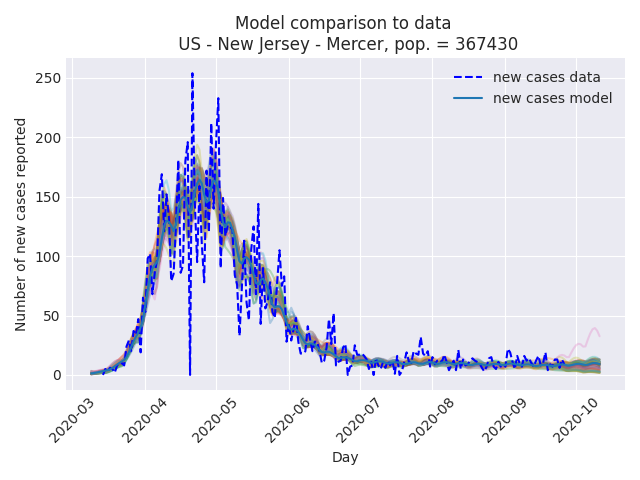 Model comparison to data
US - New Jersey - Mercer, pop. = 367430
new cases data
new cases model
Number of new cases reported
250
200
150
100
50
0
2020-03
2020-04
2020-05
2020-06
2020-07
2020-08
2020-09
2020-10
Day